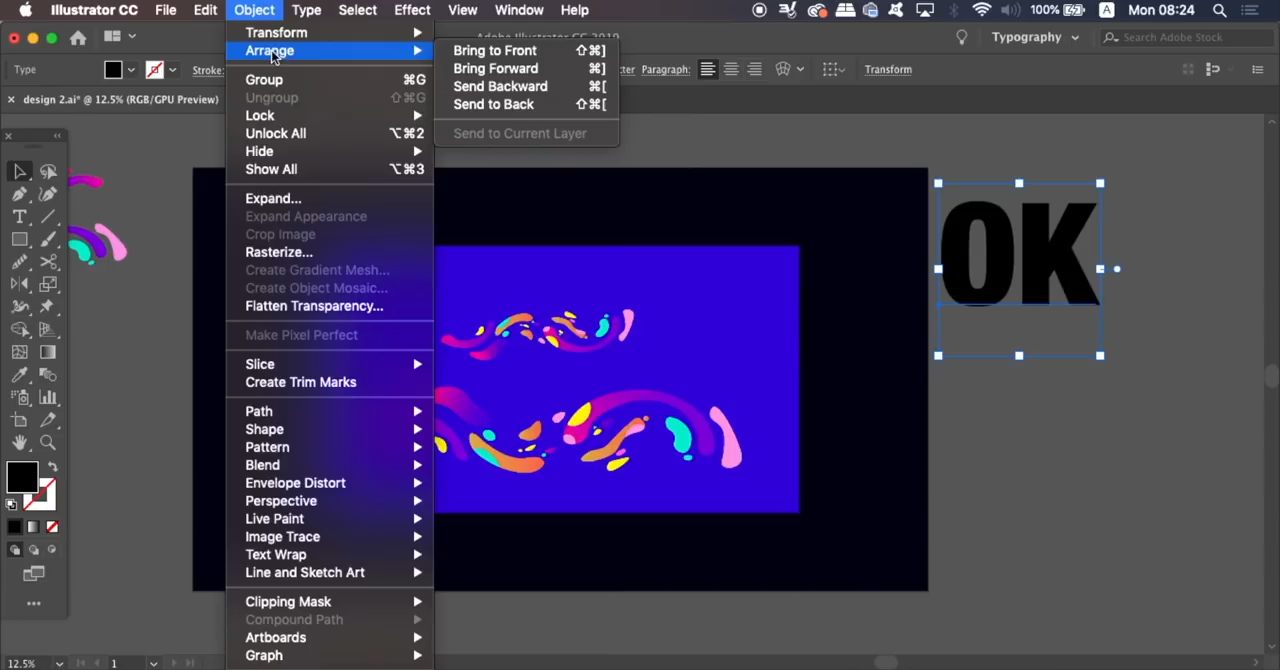 Illustrator CC File Edit Object Type Select Effect View Window Help 100% A Mon 08:24
Adobe Illustrator CC 2019
Typography Search Adobe Stock
Type Stroke: Paragraph: Transform
× design 2.ai* @ 12.5% (RGB/GPU Preview)
Transform
Arrange
Group ⌘G
Ungroup ⇧⌘G
Lock
Unlock All ⌥⌘2
Hide
Show All ⌥⌘3
Expand...
Expand Appearance
Crop Image
Rasterize...
Create Gradient Mesh...
Create Object Mosaic...
Flatten Transparency...
Make Pixel Perfect
Slice
Create Trim Marks
Path
Shape
Pattern
Blend
Envelope Distort
Perspective
Live Paint
Image Trace
Text Wrap
Line and Sketch Art
Clipping Mask
Compound Path
Artboards
Graph
Bring to Front ⇧⌘]
Bring Forward ⌘]
Send Backward ⌘[
Send to Back ⇧⌘[
Send to Current Layer
OK
12.5% 1